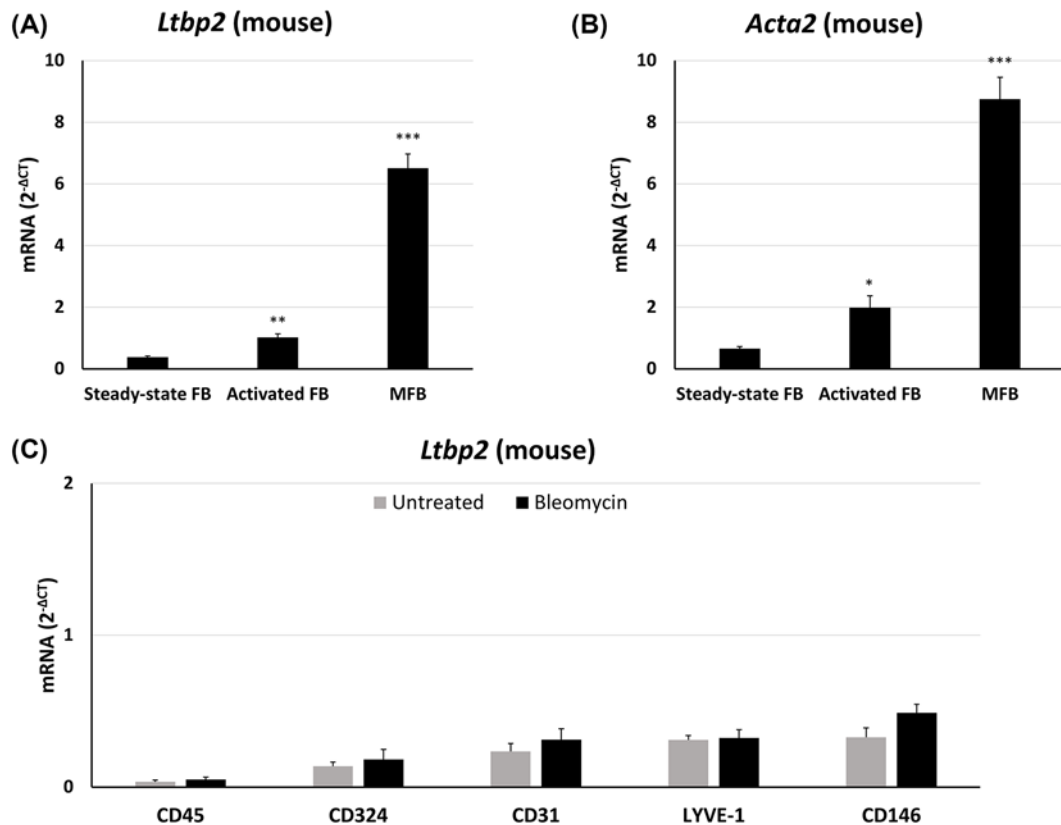 (A)
Ltbp2 (mouse)
mRNA (2-ΔCT)
10
8
6
4
2
0
**
***
Steady-state FB Activated FB MFB
(B)
Acta2 (mouse)
mRNA (2-ΔCT)
10
8
6
4
2
0
*
***
Steady-state FB Activated FB MFB
(C)
Ltbp2 (mouse)
Untreated Bleomycin
mRNA (2-ΔCT)
2
1
0
CD45 CD324 CD31 LYVE-1 CD146